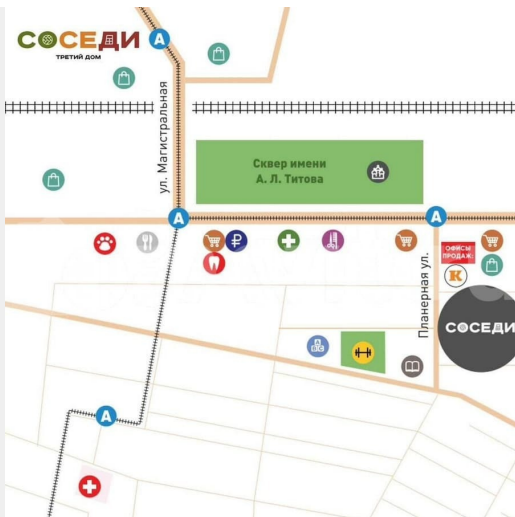 СОСЕДИ
ТРЕТИЙ ДОМ
А
ул. Магистральная
Сквер имени
А. Л. Титова
А
А
₽
ОФИСЫ
ПРОДАЖ:
К
Планерная ул.
СОСЕДИ
A
B C
А